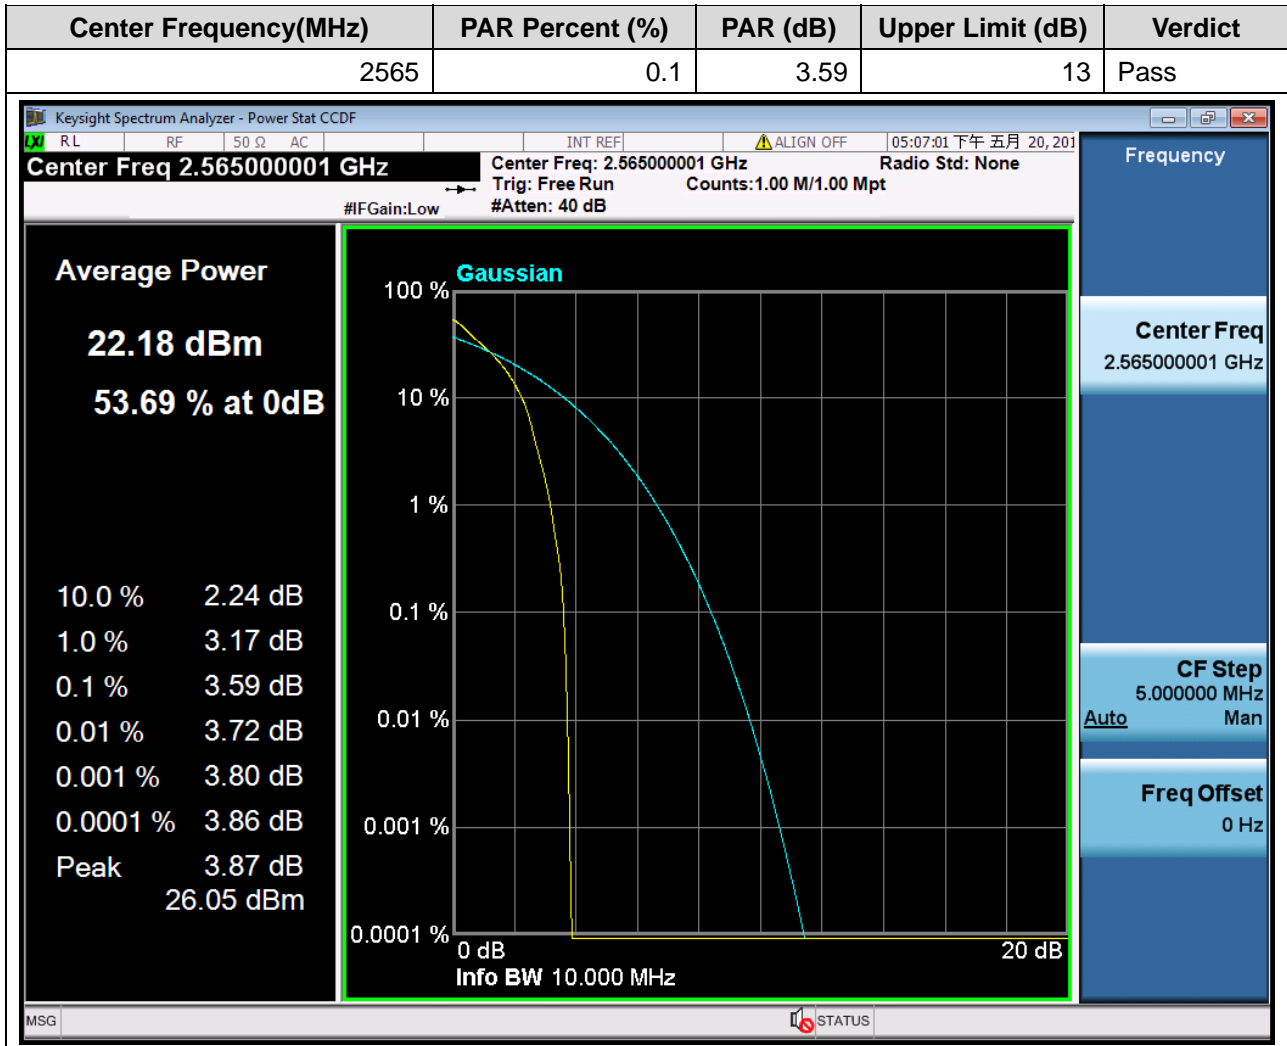 Center Frequency(MHz) PAR Percent (%) PAR (dB) Upper Limit (dB) Verdict
2565 0.1 3.59 13 Pass
Keysight Spectrum Analyzer - Power Stat CCDF
LXI RL RF 50 Ω AC INT REF ALIGN OFF 05:07:01 下午 五月 20, 201
Center Freq 2.565000001 GHz
Center Freq: 2.565000001 GHz Radio Std: None
Trig: Free Run Counts:1.00 M/1.00 Mpt
#IFGain:Low #Atten: 40 dB
Frequency
Center Freq
2.565000001 GHz
CF Step
5.000000 MHz
Auto Man
Freq Offset
0 Hz
Average Power
22.18 dBm
53.69 % at 0dB
10.0 % 2.24 dB
1.0 % 3.17 dB
0.1 % 3.59 dB
0.01 % 3.72 dB
0.001 % 3.80 dB
0.0001 % 3.86 dB
Peak 3.87 dB
26.05 dBm
Gaussian
100 %
10 %
1 %
0.1 %
0.01 %
0.001 %
0.0001 %
0 dB 20 dB
Info BW 10.000 MHz
MSG STATUS